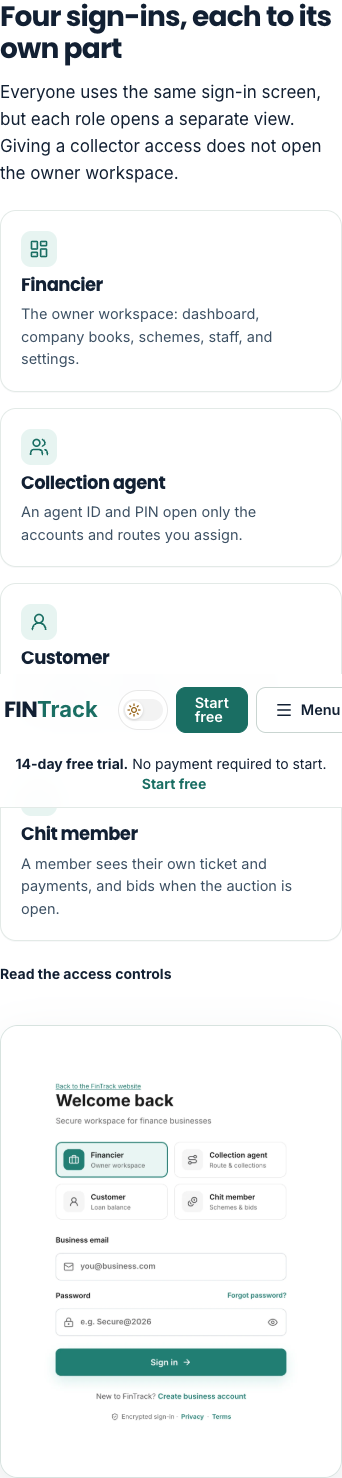 Four sign-ins, each to its
own part
Everyone uses the same sign-in screen,
but each role opens a separate view.
Giving a collector access does not open
the owner workspace.
Financier
The owner workspace: dashboard,
company books, schemes, staff, and
settings.
Collection agent
An agent ID and PIN open only the
accounts and routes you assign.
Customer
FINTrack
Start
free
Menu
14-day free trial. No payment required to start.
Start free
Chit member
A member sees their own ticket and
payments, and bids when the auction is
open.
Read the access controls
Back to the FinTrack website
Welcome back
Secure workspace for finance businesses
Financier
Owner workspace
Collection agent
Route & collections
Customer
Loan balance
Chit member
Schemes & bids
Business email
you@business.com
Password
Forgot password?
e.g. Secure@2026
Sign in →
New to FinTrack? Create business account
Encrypted sign-in · Privacy · Terms